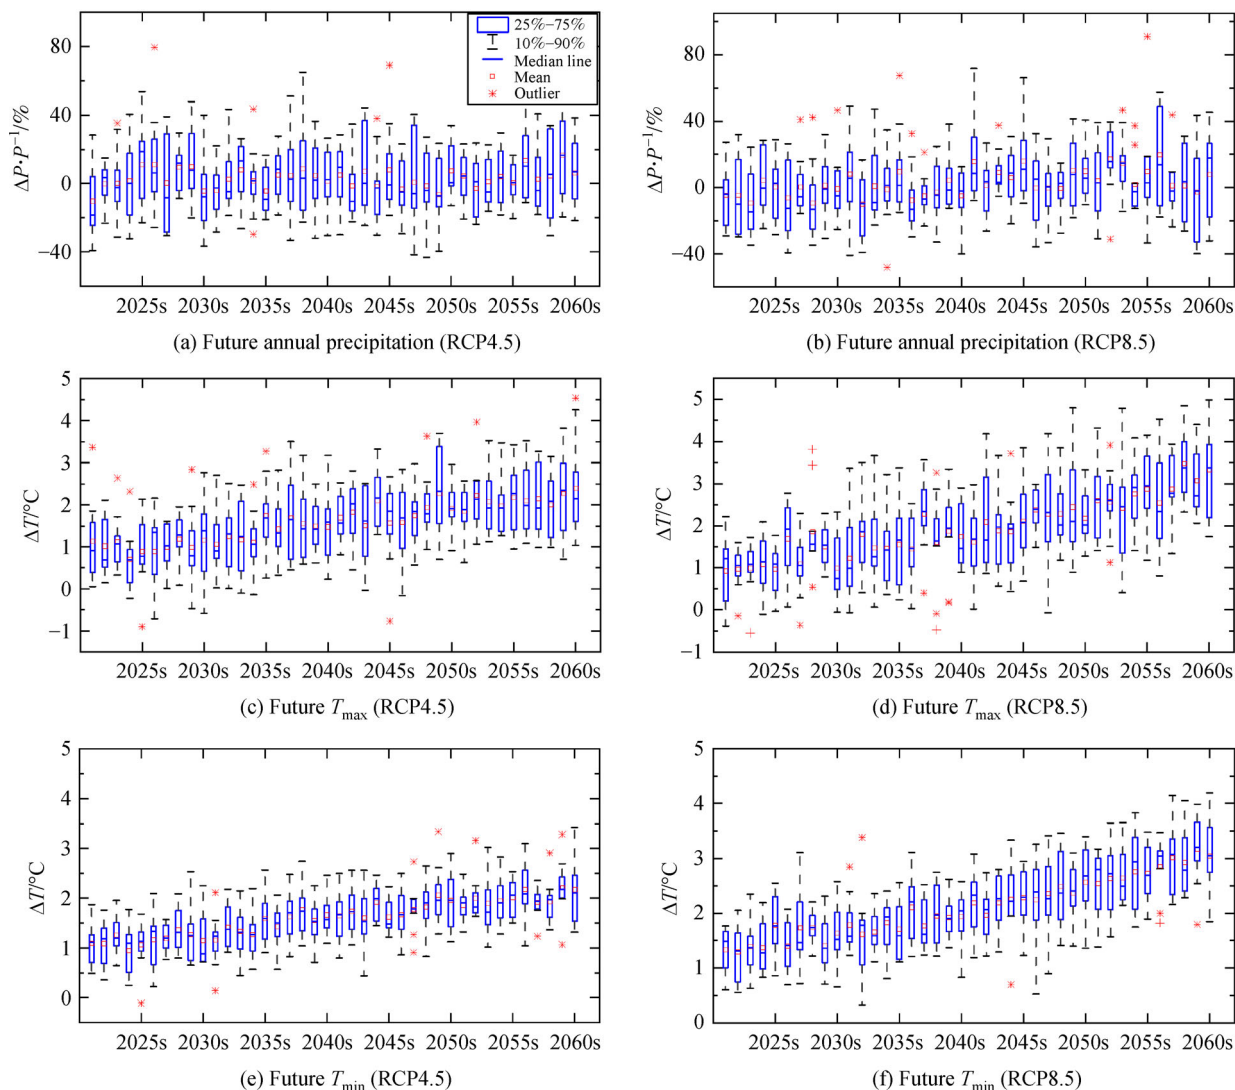 25%−75%
10%−90%
Median line
Mean
Outlier
ΔP·P⁻¹/%
80
40
0
−40
2025s 2030s 2035s 2040s 2045s 2050s 2055s 2060s
(a) Future annual precipitation (RCP4.5)
ΔP·P⁻¹/%
80
40
0
−40
2025s 2030s 2035s 2040s 2045s 2050s 2055s 2060s
(b) Future annual precipitation (RCP8.5)
ΔT/°C
5
4
3
2
1
0
−1
2025s 2030s 2035s 2040s 2045s 2050s 2055s 2060s
(c) Future Tmax (RCP4.5)
ΔT/°C
5
4
3
2
1
0
−1
2025s 2030s 2035s 2040s 2045s 2050s 2055s 2060s
(d) Future Tmax (RCP8.5)
ΔT/°C
5
4
3
2
1
0
2025s 2030s 2035s 2040s 2045s 2050s 2055s 2060s
(e) Future Tmin (RCP4.5)
ΔT/°C
5
4
3
2
1
0
2025s 2030s 2035s 2040s 2045s 2050s 2055s 2060s
(f) Future Tmin (RCP8.5)